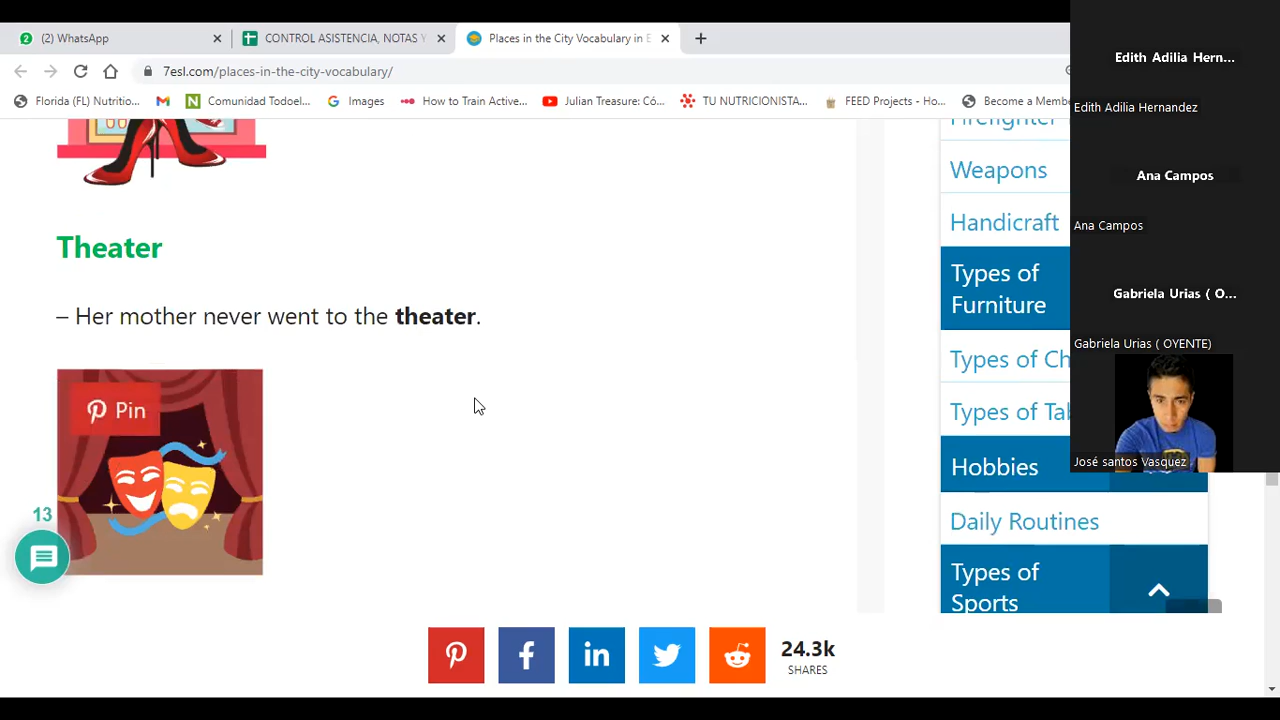 (2) WhatsApp
CONTROL ASISTENCIA, NOTAS Y
Places in the City Vocabulary in E
7esl.com/places-in-the-city-vocabulary/
Florida (FL) Nutritio...
Comunidad Todoel...
Images
How to Train Active...
Julian Treasure: Có...
TU NUTRICIONISTA...
FEED Projects - Ho...
Become a Membe
Theater
– Her mother never went to the theater.
Pin
13
Firefighter
Weapons
Handicraft
Types of
Furniture
Types of Ch
Types of Tab
Hobbies
Daily Routines
Types of
Sports
24.3k
SHARES
Edith Adilia Hern...
Edith Adilia Hernandez
Ana Campos
Ana Campos
Gabriela Urias ( O...
Gabriela Urias ( OYENTE)
José santos Vasquez